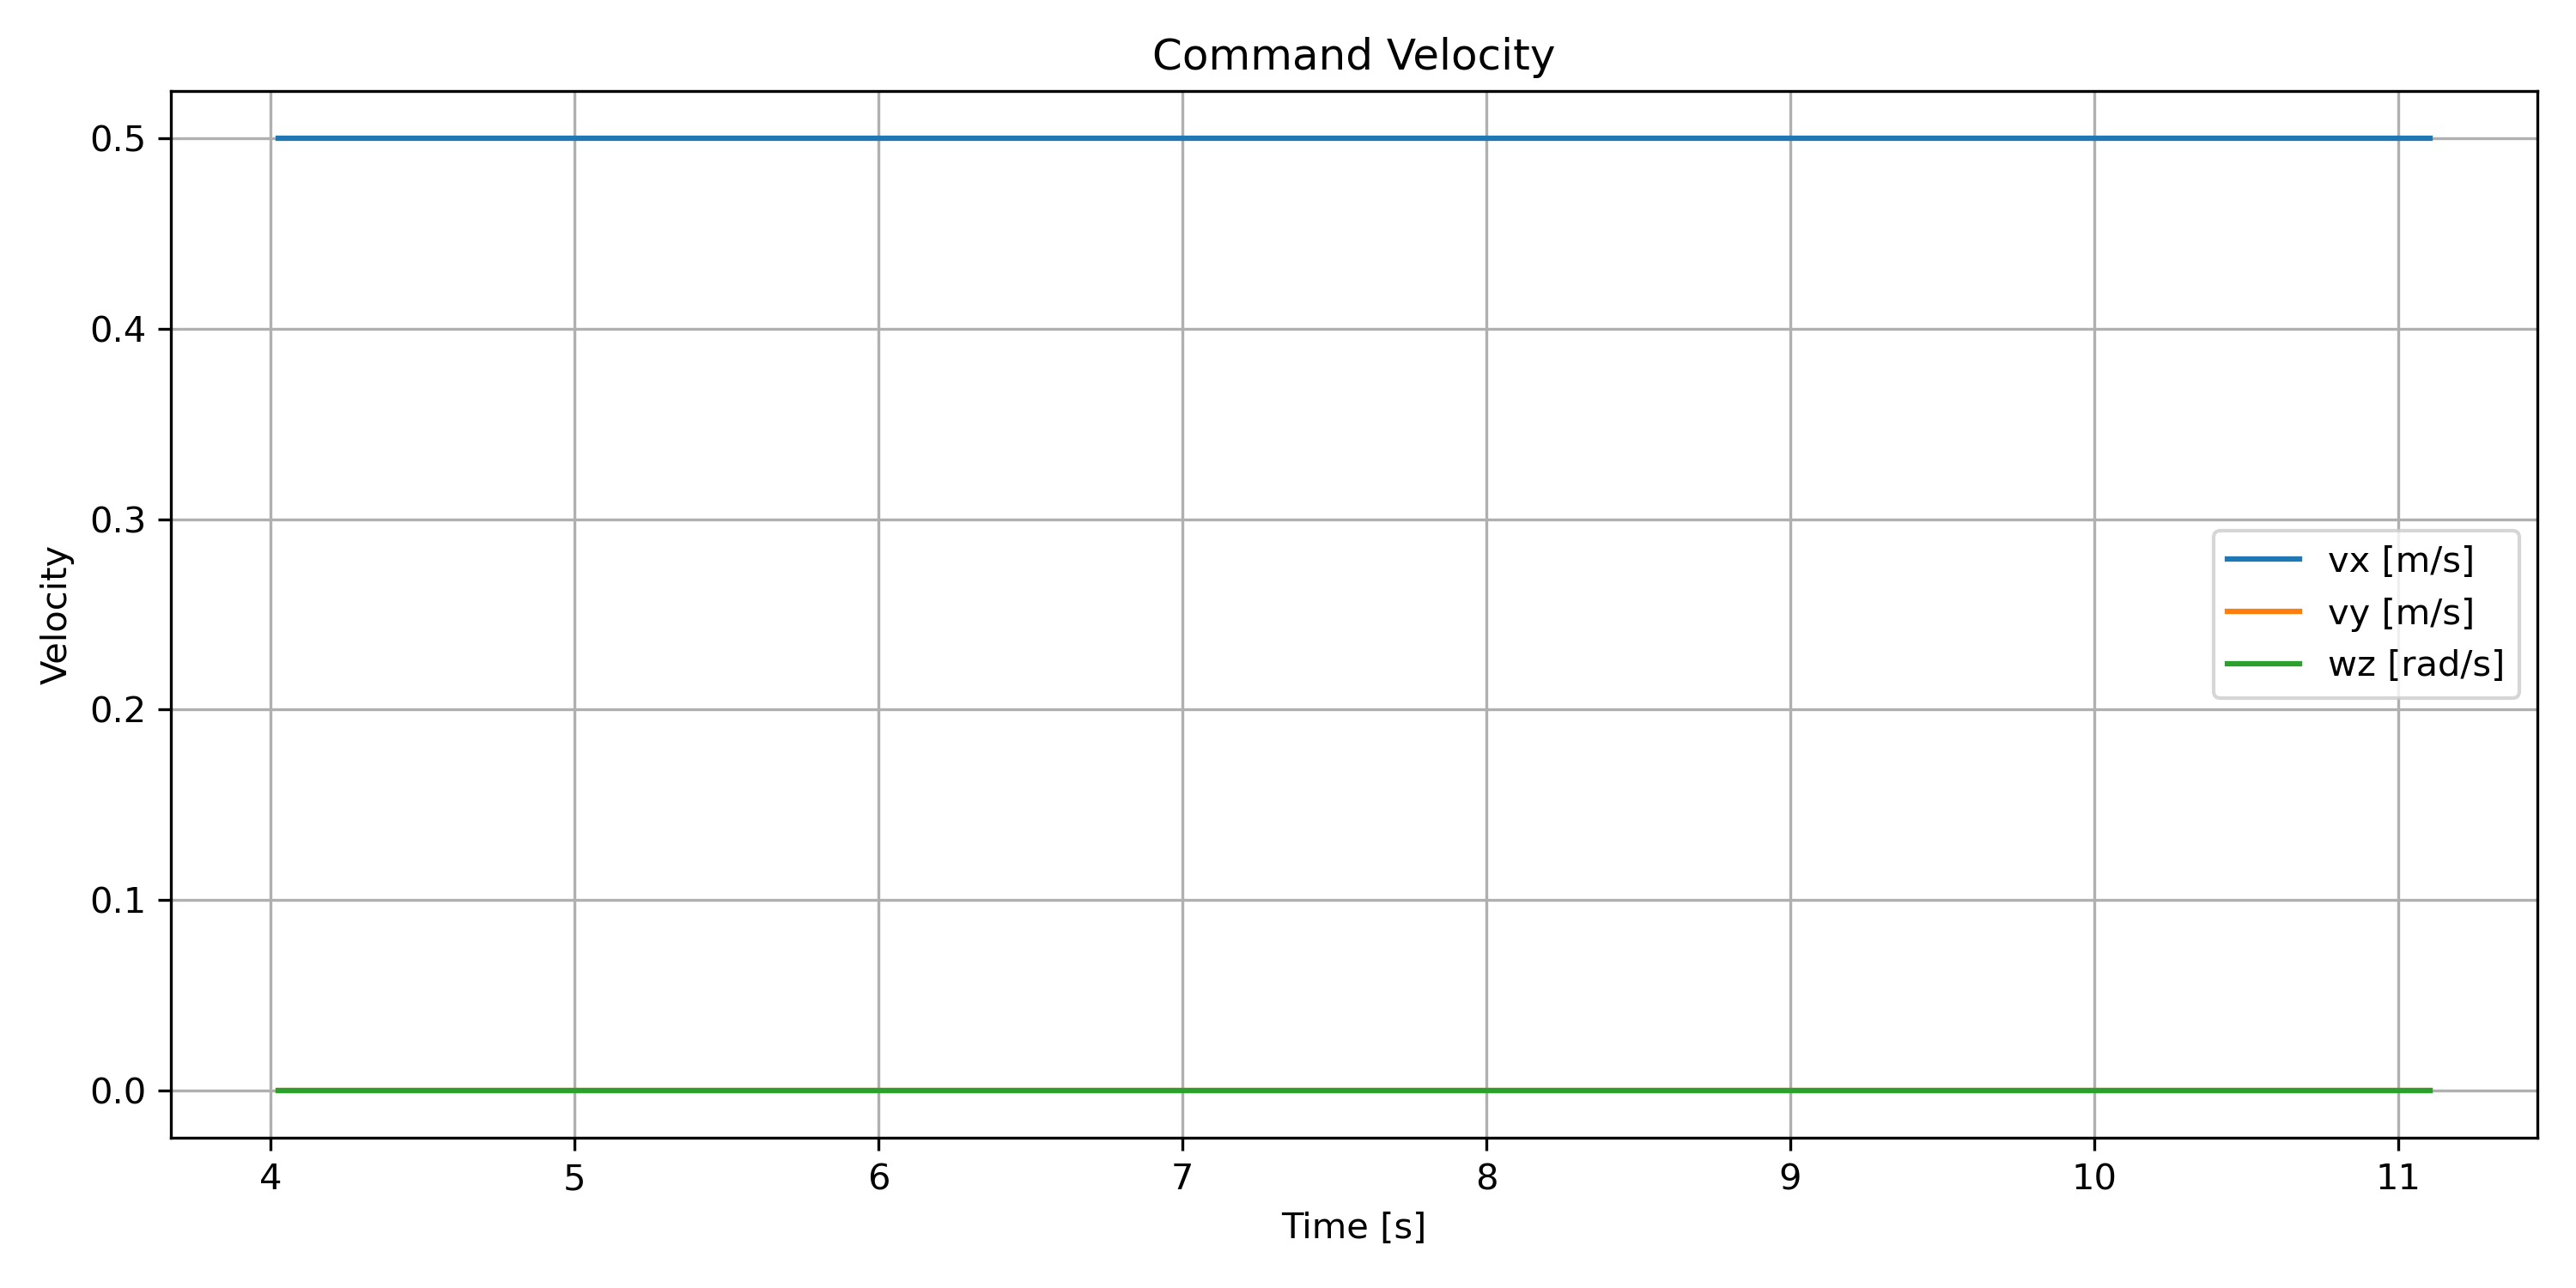 Command Velocity
0.5
0.4
0.3
0.2
0.1
0.0
Velocity
vx [m/s]
vy [m/s]
wz [rad/s]
4 5 6 7 8 9 10 11
Time [s]